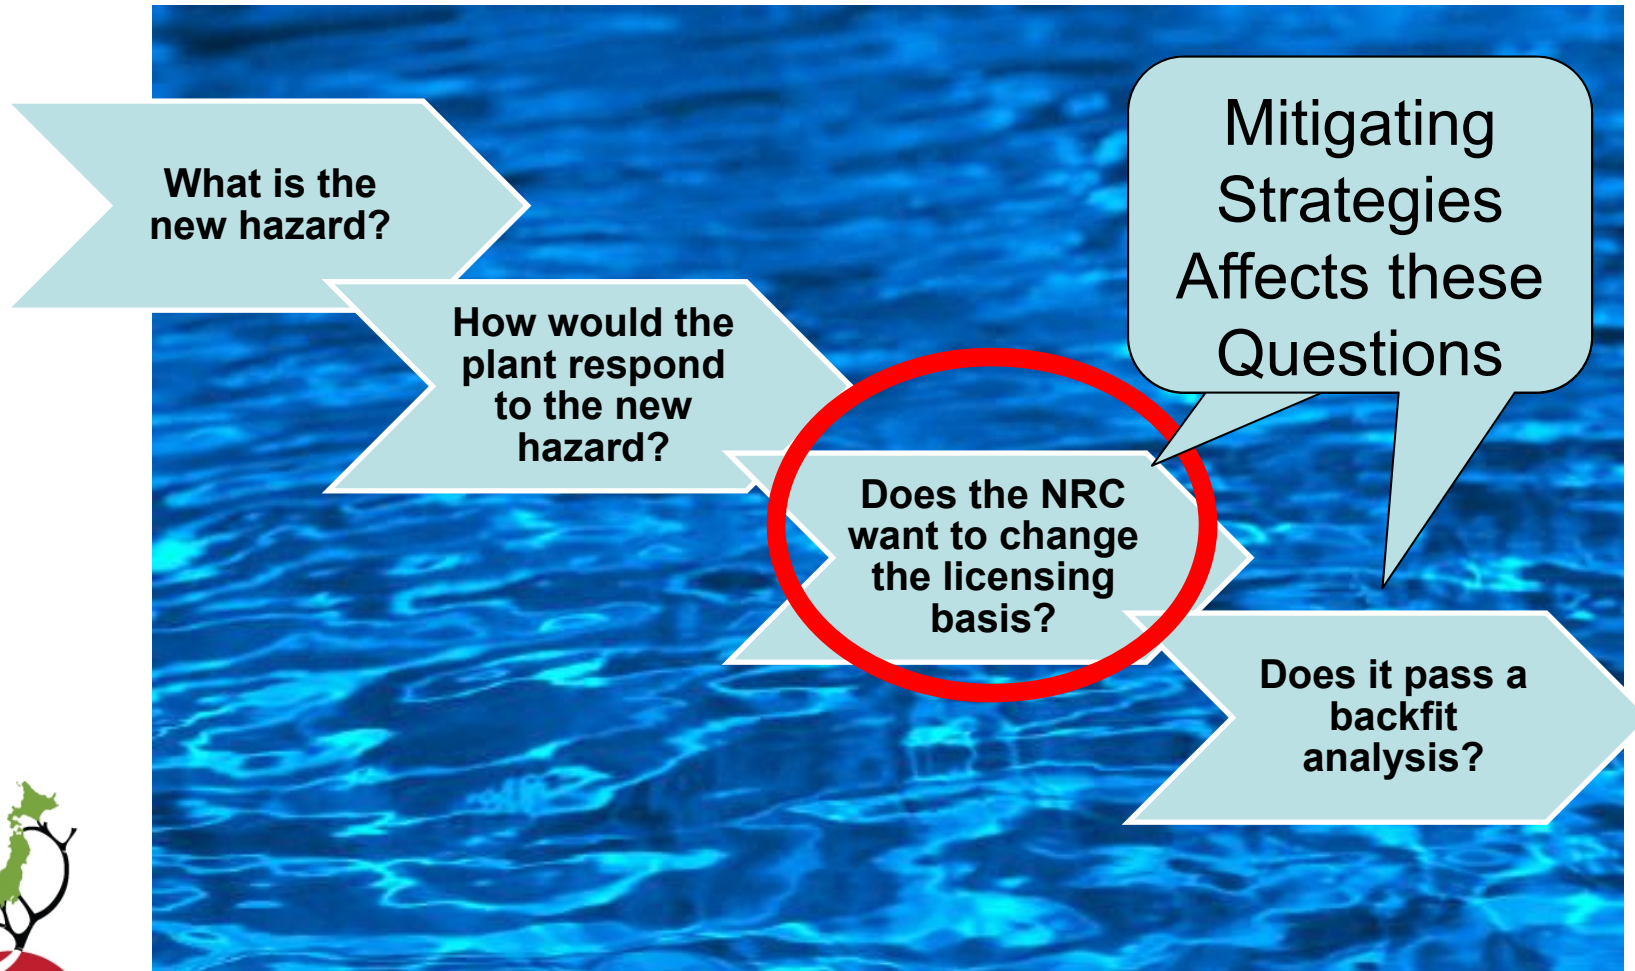 What is the
new hazard?
How would the
plant respond
to the new
hazard?
Does the NRC
want to change
the licensing
basis?
Does it pass a
backfit
analysis?
Mitigating
Strategies
Affects these
Questions